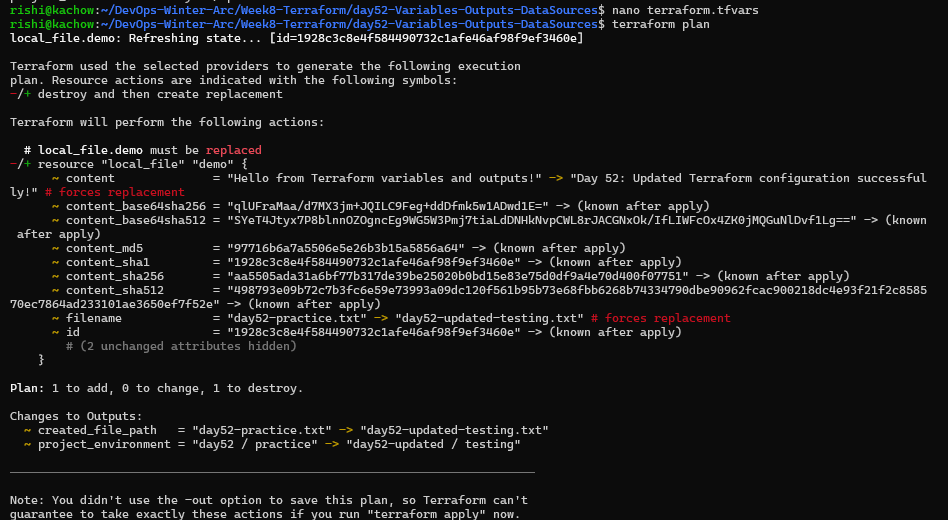 rishi@kachow:~/DevOps-Winter-Arc/Week8-Terraform/day52-Variables-Outputs-DataSources$ nano terraform.tfvars
rishi@kachow:~/DevOps-Winter-Arc/Week8-Terraform/day52-Variables-Outputs-DataSources$ terraform plan
local_file.demo: Refreshing state... [id=1928c3c8e4f584490732c1afe46af98f9ef3460e]
Terraform used the selected providers to generate the following execution
plan. Resource actions are indicated with the following symbols:
-/+ destroy and then create replacement
Terraform will perform the following actions:
# local_file.demo must be replaced
-/+ resource "local_file" "demo" {
~ content = "Hello from Terraform variables and outputs!" -> "Day 52: Updated Terraform configuration successful
ly!" # forces replacement
~ content_base64sha256 = "qlUFraMaa/d7MX3jm+JQILC9Feg+ddDfmk5w1ADwd1E=" -> (known after apply)
~ content_base64sha512 = "SYeT4Jtyx7P8blnnOZOgncEg9WG5W3Pmj7tiaLdDNHkNvpCWL8rJACGNxOk/IfLIWFcOx4ZK0jMQGuNlDvf1Lg==" -> (known
after apply)
~ content_md5 = "97716b6a7a5506e5e26b3b15a5856a64" -> (known after apply)
~ content_sha1 = "1928c3c8e4f584490732c1afe46af98f9ef3460e" -> (known after apply)
~ content_sha256 = "aa5505ada31a6bf77b317de39be25020b0bd15e83e75d0df9a4e70d400f07751" -> (known after apply)
~ content_sha512 = "498793e09b72c7b3fc6e59e73993a09dc120f561b95b73e68fbb6268b74334790dbe90962fcac900218dc4e93f21f2c8585
70ec7864ad233101ae3650ef7f52e" -> (known after apply)
~ filename = "day52-practice.txt" -> "day52-updated-testing.txt" # forces replacement
~ id = "1928c3c8e4f584490732c1afe46af98f9ef3460e" -> (known after apply)
# (2 unchanged attributes hidden)
}
Plan: 1 to add, 0 to change, 1 to destroy.
Changes to Outputs:
~ created_file_path = "day52-practice.txt" -> "day52-updated-testing.txt"
~ project_environment = "day52 / practice" -> "day52-updated / testing"
Note: You didn't use the -out option to save this plan, so Terraform can't
guarantee to take exactly these actions if you run "terraform apply" now.